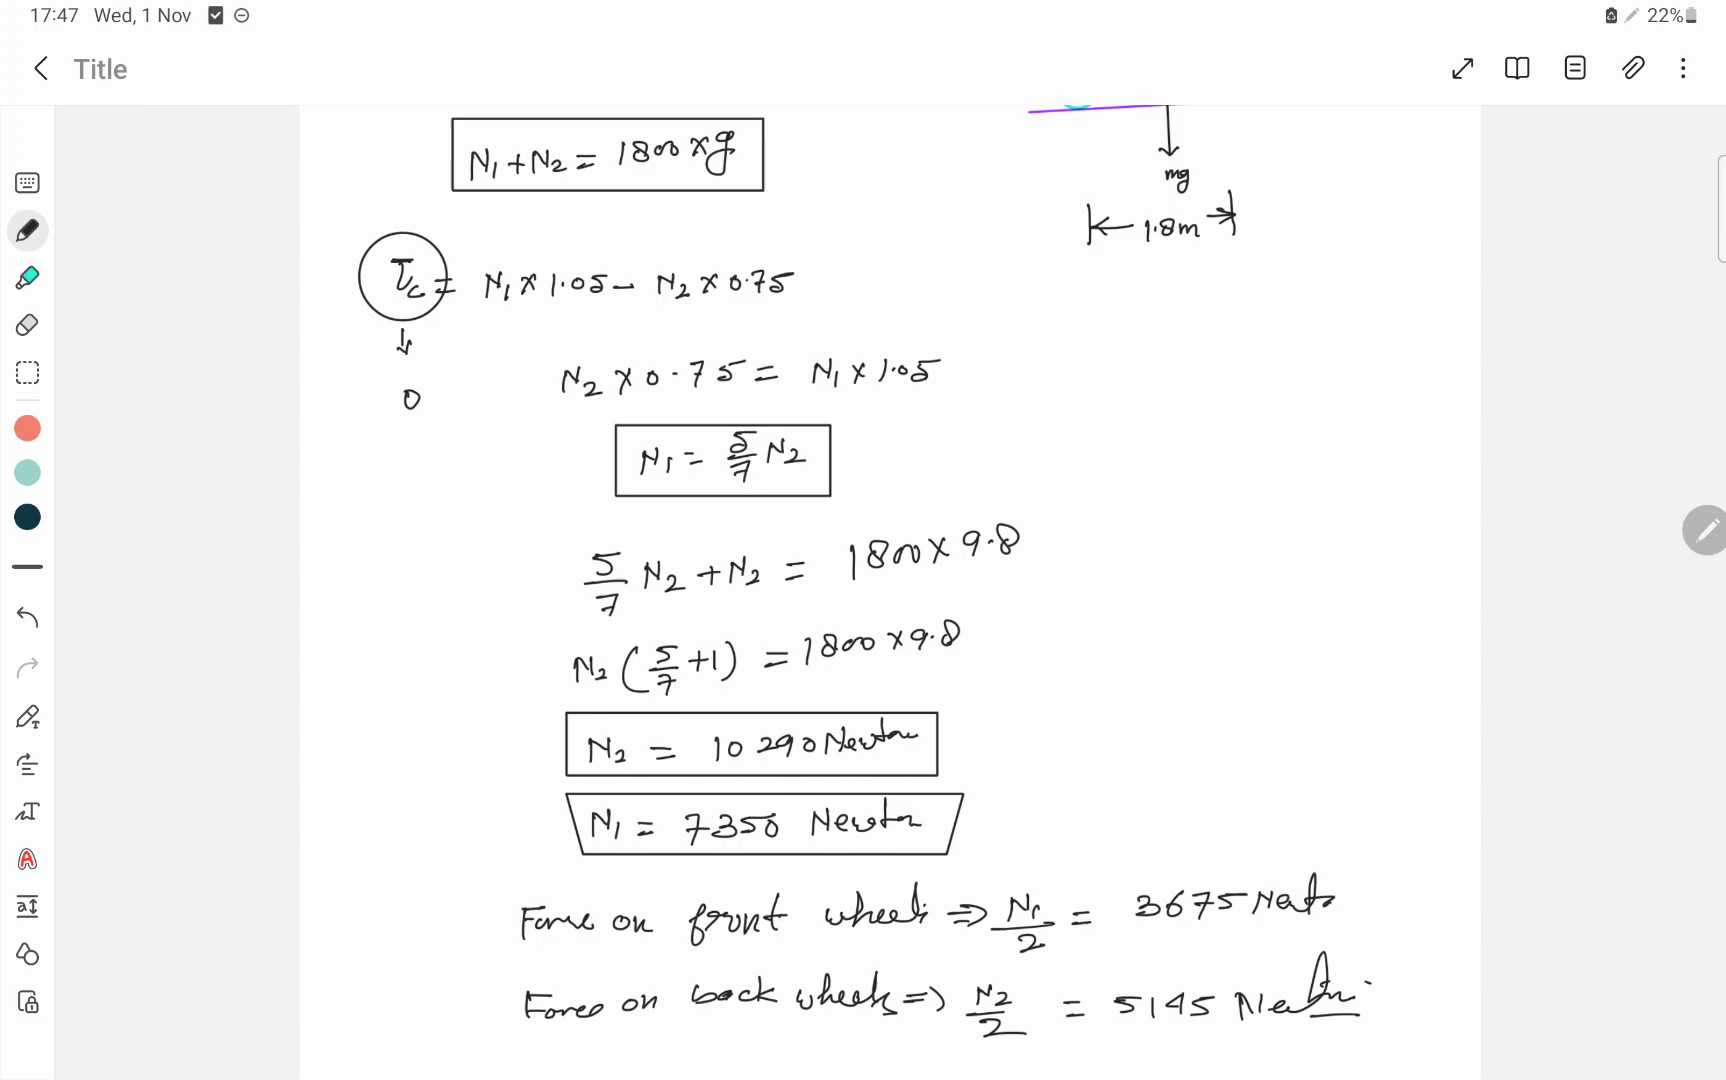 17:47 Wed, 1 Nov 22%
Title
N₁ + N₂ = 1800 x g
mg
1.8m
τc = N₁ x 1.05 - N₂ x 0.75
0
N₂ x 0.75 = N₁ x 1.05
N₁ = 5/7 N₂
5/7 N₂ + N₂ = 1800 x 9.8
N₂ (5/7 + 1) = 1800 x 9.8
N₂ = 10290 Newton
N₁ = 7350 Newton
Force on front wheels ⇒ N₁/2 = 3675 Newton
Force on back wheels ⇒ N₂/2 = 5145 Newton